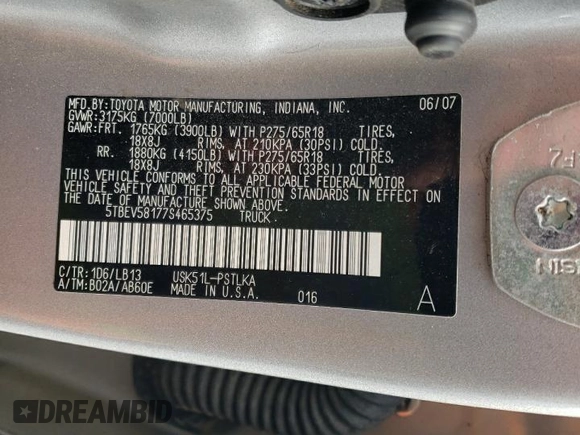 MFD.BY:TOYOTA MOTOR MANUFACTURING, INDIANA, INC. 06/07
GVWR:3175KG (7000LB)
GAWR:FRT. 1765KG (3900LB) WITH P275/65R18 TIRES,
18X8J RIMS, AT 210KPA (30PSI) COLD.
RR. 1880KG (4150LB) WITH P275/65R18 TIRES,
18X8J RIMS, AT 230KPA (33PSI) COLD.
THIS VEHICLE CONFORMS TO ALL APPLICABLE FEDERAL MOTOR
VEHICLE SAFETY AND THEFT PREVENTION STANDARDS IN EFFECT ON
THE DATE OF MANUFACTURE SHOWN ABOVE.
5TBEV58177S465375 TRUCK
C/TR:1D6/LB13 USK51L-PSTLKA
A/TM:B02A/AB60E MADE IN U.S.A. 016 A
DREAMBID